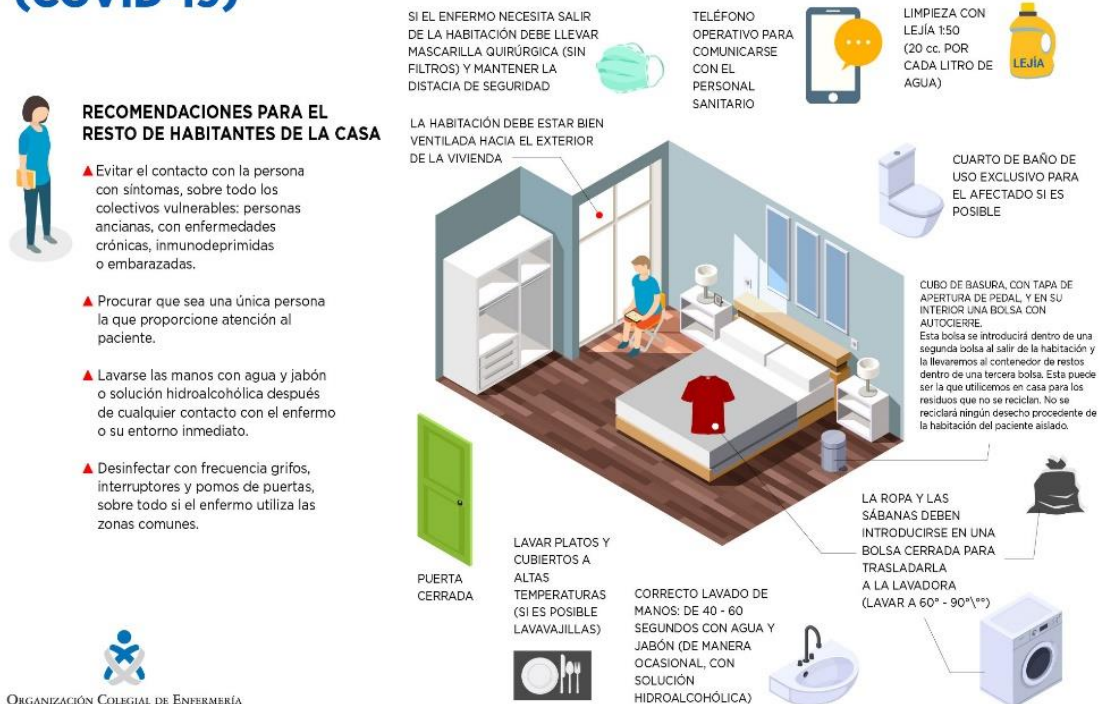 (COVID-19)
RECOMENDACIONES PARA EL
RESTO DE HABITANTES DE LA CASA
Evitar el contacto con la persona
con síntomas, sobre todo los
colectivos vulnerables: personas
ancianas, con enfermedades
crónicas, inmunodeprimidas
o embarazadas.
Procurar que sea una única persona
la que proporcione atención al
paciente.
Lavarse las manos con agua y jabón
o solución hidroalcohólica después
de cualquier contacto con el enfermo
o su entorno inmediato.
Desinfectar con frecuencia grifos,
interruptores y pomos de puertas,
sobre todo si el enfermo utiliza las
zonas comunes.
ORGANIZACIÓN COLEGIAL DE ENFERMERÍA
SI EL ENFERMO NECESITA SALIR
DE LA HABITACIÓN DEBE LLEVAR
MASCARILLA QUIRÚRGICA (SIN
FILTROS) Y MANTENER LA
DISTACIA DE SEGURIDAD
TELÉFONO
OPERATIVO PARA
COMUNICARSE
CON EL
PERSONAL
SANITARIO
LIMPIEZA CON
LEJÍA 1:50
(20 cc. POR
CADA LITRO DE
AGUA)
LEJÍA
LA HABITACIÓN DEBE ESTAR BIEN
VENTILADA HACIA EL EXTERIOR
DE LA VIVIENDA
CUARTO DE BAÑO DE
USO EXCLUSIVO PARA
EL AFECTADO SI ES
POSIBLE
CUBO DE BASURA, CON TAPA DE
APERTURA DE PEDAL, Y EN SU
INTERIOR UNA BOLSA CON
AUTOCIERRE.
Esta bolsa se introducirá dentro de una
segunda bolsa al salir de la habitación y
la llevaremos al contenedor de restos
dentro de una tercera bolsa. Esta puede
ser la que utilicemos en casa para los
residuos que no se reciclan. No se
reciclará ningún desecho procedente de
la habitación del paciente aislado.
LA ROPA Y LAS
SÁBANAS DEBEN
INTRODUCIRSE EN UNA
BOLSA CERRADA PARA
TRASLADARLA
A LA LAVADORA
(LAVAR A 60° - 90°\°°)
PUERTA
CERRADA
LAVAR PLATOS Y
CUBIERTOS A
ALTAS
TEMPERATURAS
(SI ES POSIBLE
LAVAVAJILLAS)
CORRECTO LAVADO DE
MANOS: DE 40 - 60
SEGUNDOS CON AGUA Y
JABÓN (DE MANERA
OCASIONAL, CON
SOLUCIÓN
HIDROALCOHÓLICA)